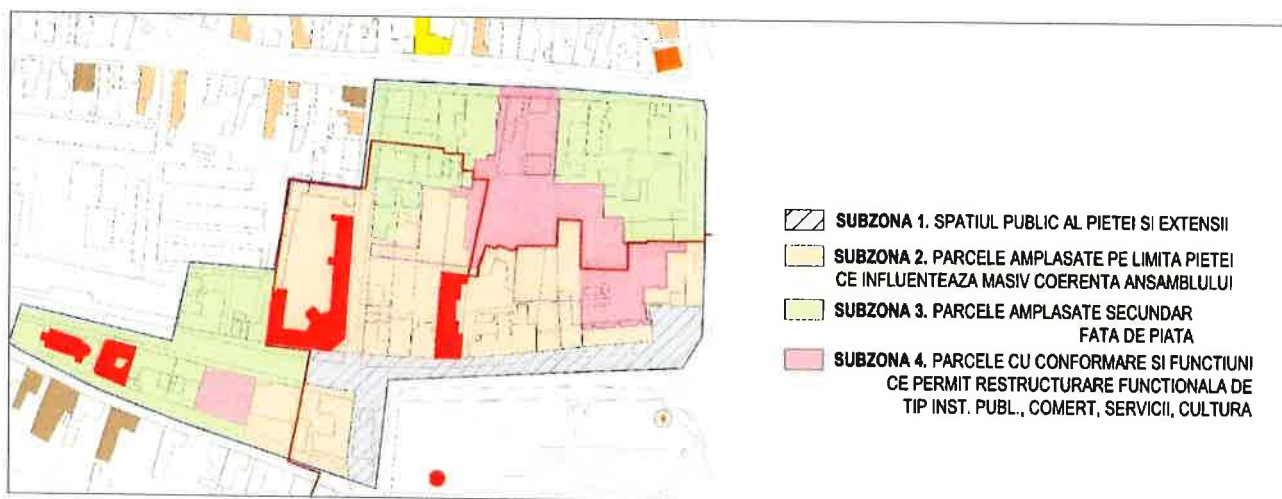 SUBZONA 1. SPATIUL PUBLIC AL PIETEI SI EXTENSII
SUBZONA 2. PARCELE AMPLASATE PE LIMITA PIETEI
CE INFLUENTEAZA MASIV COERENTA ANSAMBLULUI
SUBZONA 3. PARCELE AMPLASATE SECUNDAR
FATA DE PIATA
SUBZONA 4. PARCELE CU CONFORMARE SI FUNCTIUNI
CE PERMIT RESTRUCTURARE FUNCTIONALA DE
TIP INST. PUBL., COMERT, SERVICII, CULTURA